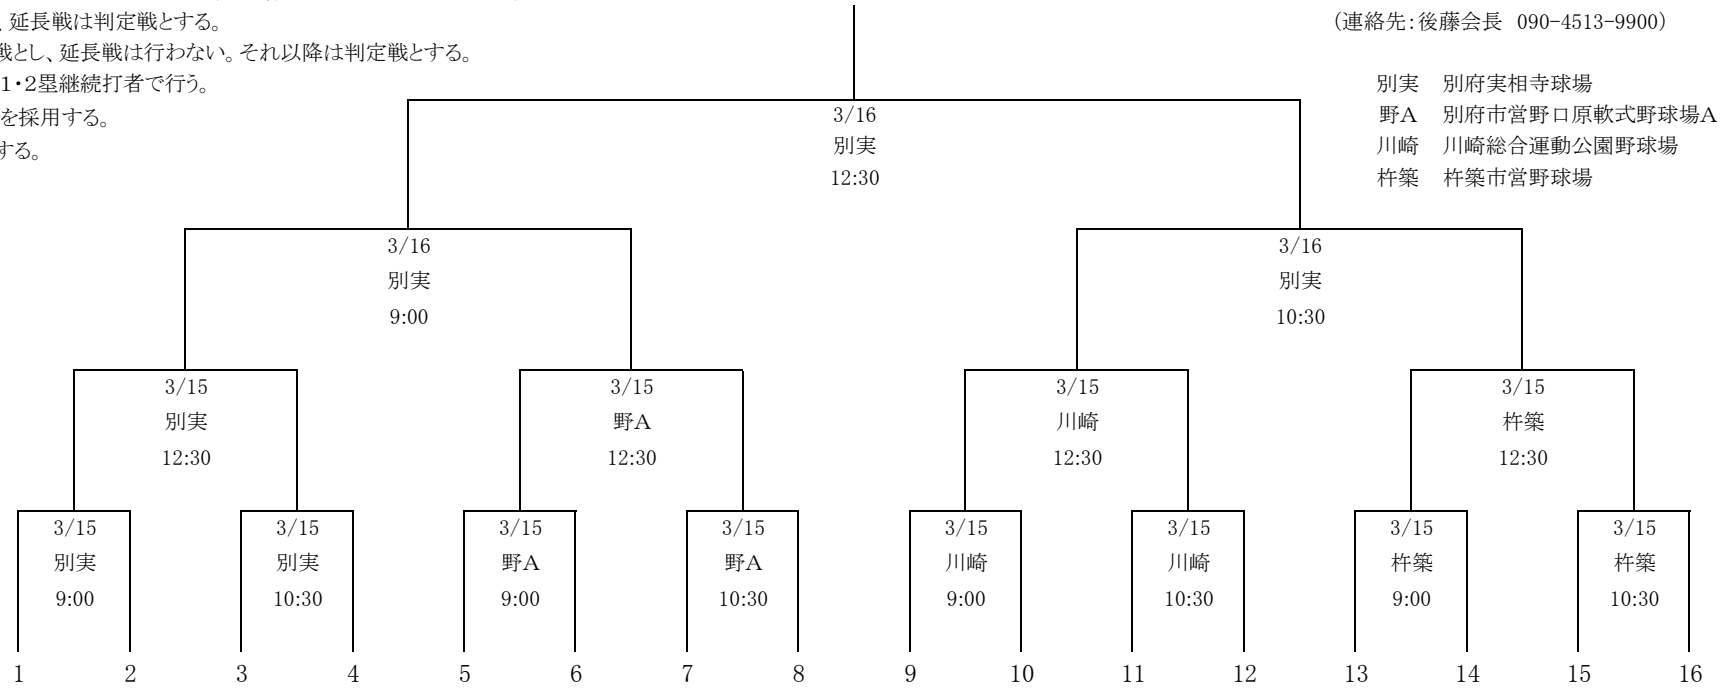 、延長戦は判定戦とする。
戦とし、延長戦は行わない。それ以降は判定戦とする。
1・2塁継続打者で行う。
を採用する。
する。
(連絡先:後藤会長 090-4513-9900)
別実 別府実相寺球場
野A 別府市営野口原軟式野球場A
川崎 川崎総合運動公園野球場
杵築 杵築市営野球場
3/16
別実
12:30
3/16 3/16
別実 別実
9:00 10:30
3/15 3/15 3/15 3/15
別実 野A 川崎 杵築
12:30 12:30 12:30 12:30
3/15 3/15 3/15 3/15 3/15 3/15 3/15 3/15
別実 別実 野A 野A 川崎 川崎 杵築 杵築
9:00 10:30 9:00 10:30 9:00 10:30 9:00 10:30
1 2 3 4 5 6 7 8 9 10 11 12 13 14 15 16